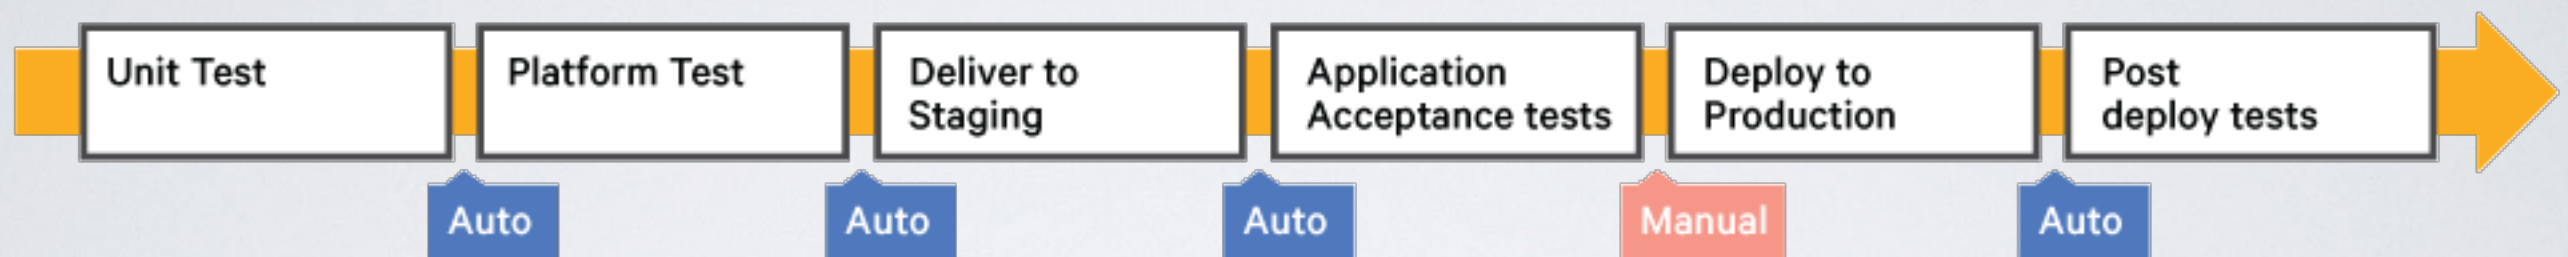 Unit Test
Platform Test
Deliver to
Staging
Application
Acceptance tests
Deploy to
Production
Post
deploy tests
Auto
Auto
Auto
Manual
Auto